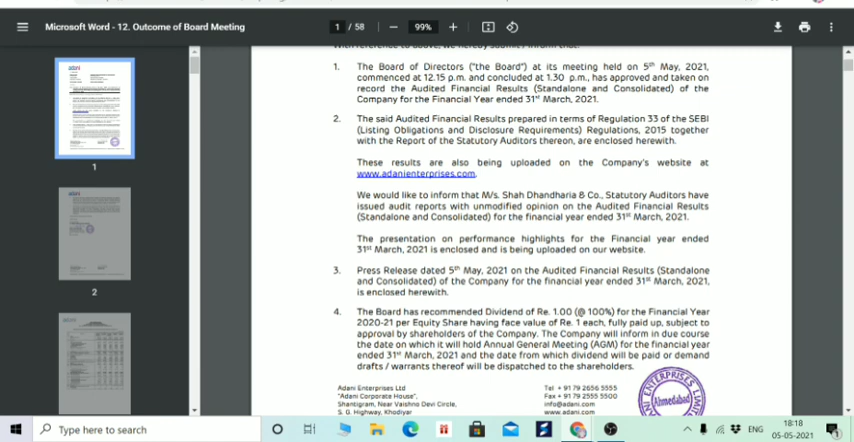 Microsoft Word - 12. Outcome of Board Meeting
1 / 58
99%
With reference to above, we hereby submit / inform that:
1. The Board of Directors ("the Board") at its meeting held on 5th May, 2021,
commenced at 12.15 p.m. and concluded at 1.30 p.m., has approved and taken on
record the Audited Financial Results (Standalone and Consolidated) of the
Company for the Financial Year ended 31st March, 2021.
2. The said Audited Financial Results prepared in terms of Regulation 33 of the SEBI
(Listing Obligations and Disclosure Requirements) Regulations, 2015 together
with the Report of the Statutory Auditors thereon, are enclosed herewith.
These results are also being uploaded on the Company's website at
www.adanienterprises.com.
We would like to inform that M/s. Shah Dhandharia & Co., Statutory Auditors have
issued audit reports with unmodified opinion on the Audited Financial Results
(Standalone and Consolidated) for the financial year ended 31st March, 2021.
The presentation on performance highlights for the Financial year ended
31st March, 2021 is enclosed and is being uploaded on our website.
3. Press Release dated 5th May, 2021 on the Audited Financial Results (Standalone
and Consolidated) of the Company for the financial year ended 31st March, 2021,
is enclosed herewith.
4. The Board has recommended Dividend of Re. 1.00 (@ 100%) for the Financial Year
2020-21 per Equity Share having face value of Re. 1 each, fully paid up, subject to
approval by shareholders of the Company. The Company will inform in due course
the date on which it will hold Annual General Meeting (AGM) for the financial year
ended 31st March, 2021 and the date from which dividend will be paid or demand
drafts / warrants thereof will be dispatched to the shareholders.
Adani Enterprises Ltd
"Adani Corporate House",
Shantigram, Near Vaishno Devi Circle,
S. G. Highway, Khodiyar
Tel + 91 79 2656 5555
Fax + 91 79 2555 5500
info@adani.com
www.adani.com
ENTERPRISES
Ahmedabad
adani
1
adani
2
Type here to search
ENG
18:18
05-05-2021